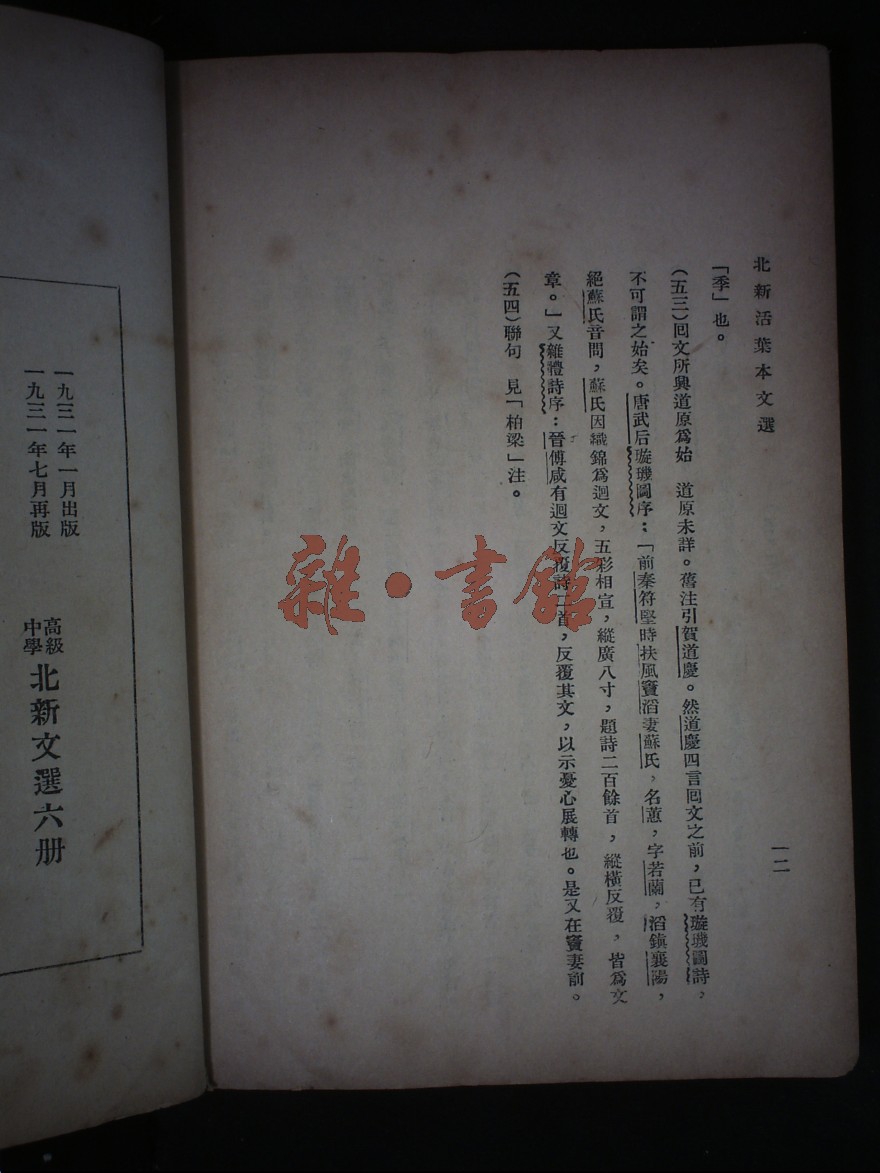 北新活葉本文選
一二
「季」也。
(五三)囘文所興道原爲始　道原未詳。舊注引賀道慶。然道慶四言囘文之前，已有璇璣圖詩，
不可謂之始矣。唐武后璇璣圖序：「前秦符堅時扶風竇滔妻蘇氏，名蕙，字若蘭，滔鎮襄陽，
絕蘇氏音問，蘇氏因織錦爲迴文，五彩相宣，縱廣八寸，題詩二百餘首，縱橫反覆，皆爲文
章。」又雜禮詩序：晉傅咸有迴文反覆詩二首，反覆其文，以示憂心展轉也。是又在竇妻前。
(五四)聯句　見「柏梁」注。
一九三一年一月出版
一九三一年七月再版
高級中學北新文選六册
雜·書館